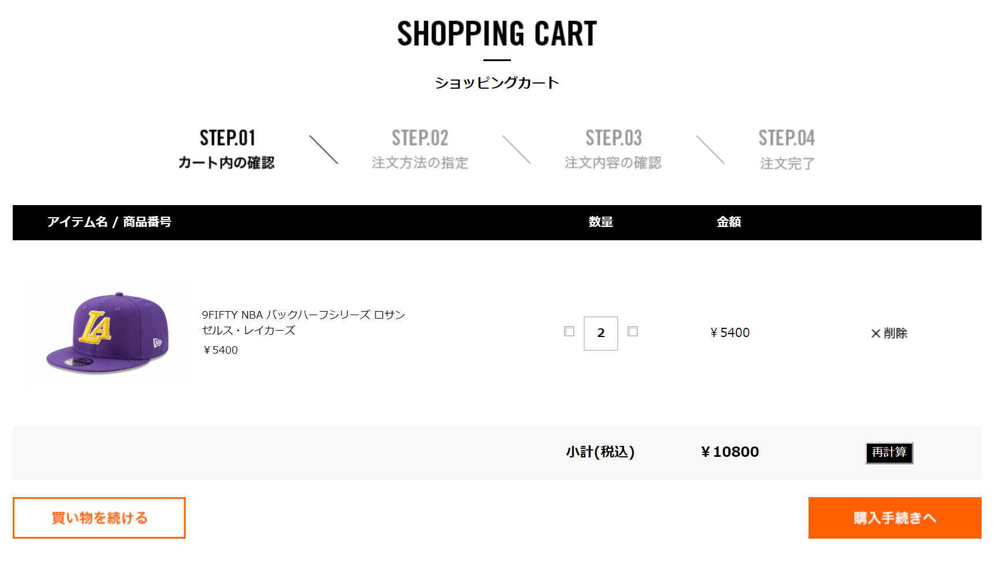 SHOPPING CART
ショッピングカート
STEP.01
カート内の確認
STEP.02
注文方法の指定
STEP.03
注文内容の確認
STEP.04
注文完了
アイテム名 / 商品番号 数量 金額
LA
9FIFTY NBA バックハーフシリーズ ロサン
ゼルス・レイカーズ
￥5400
2
￥5400
×削除
小計(税込) ￥10800 再計算
買い物を続ける
購入手続きへ